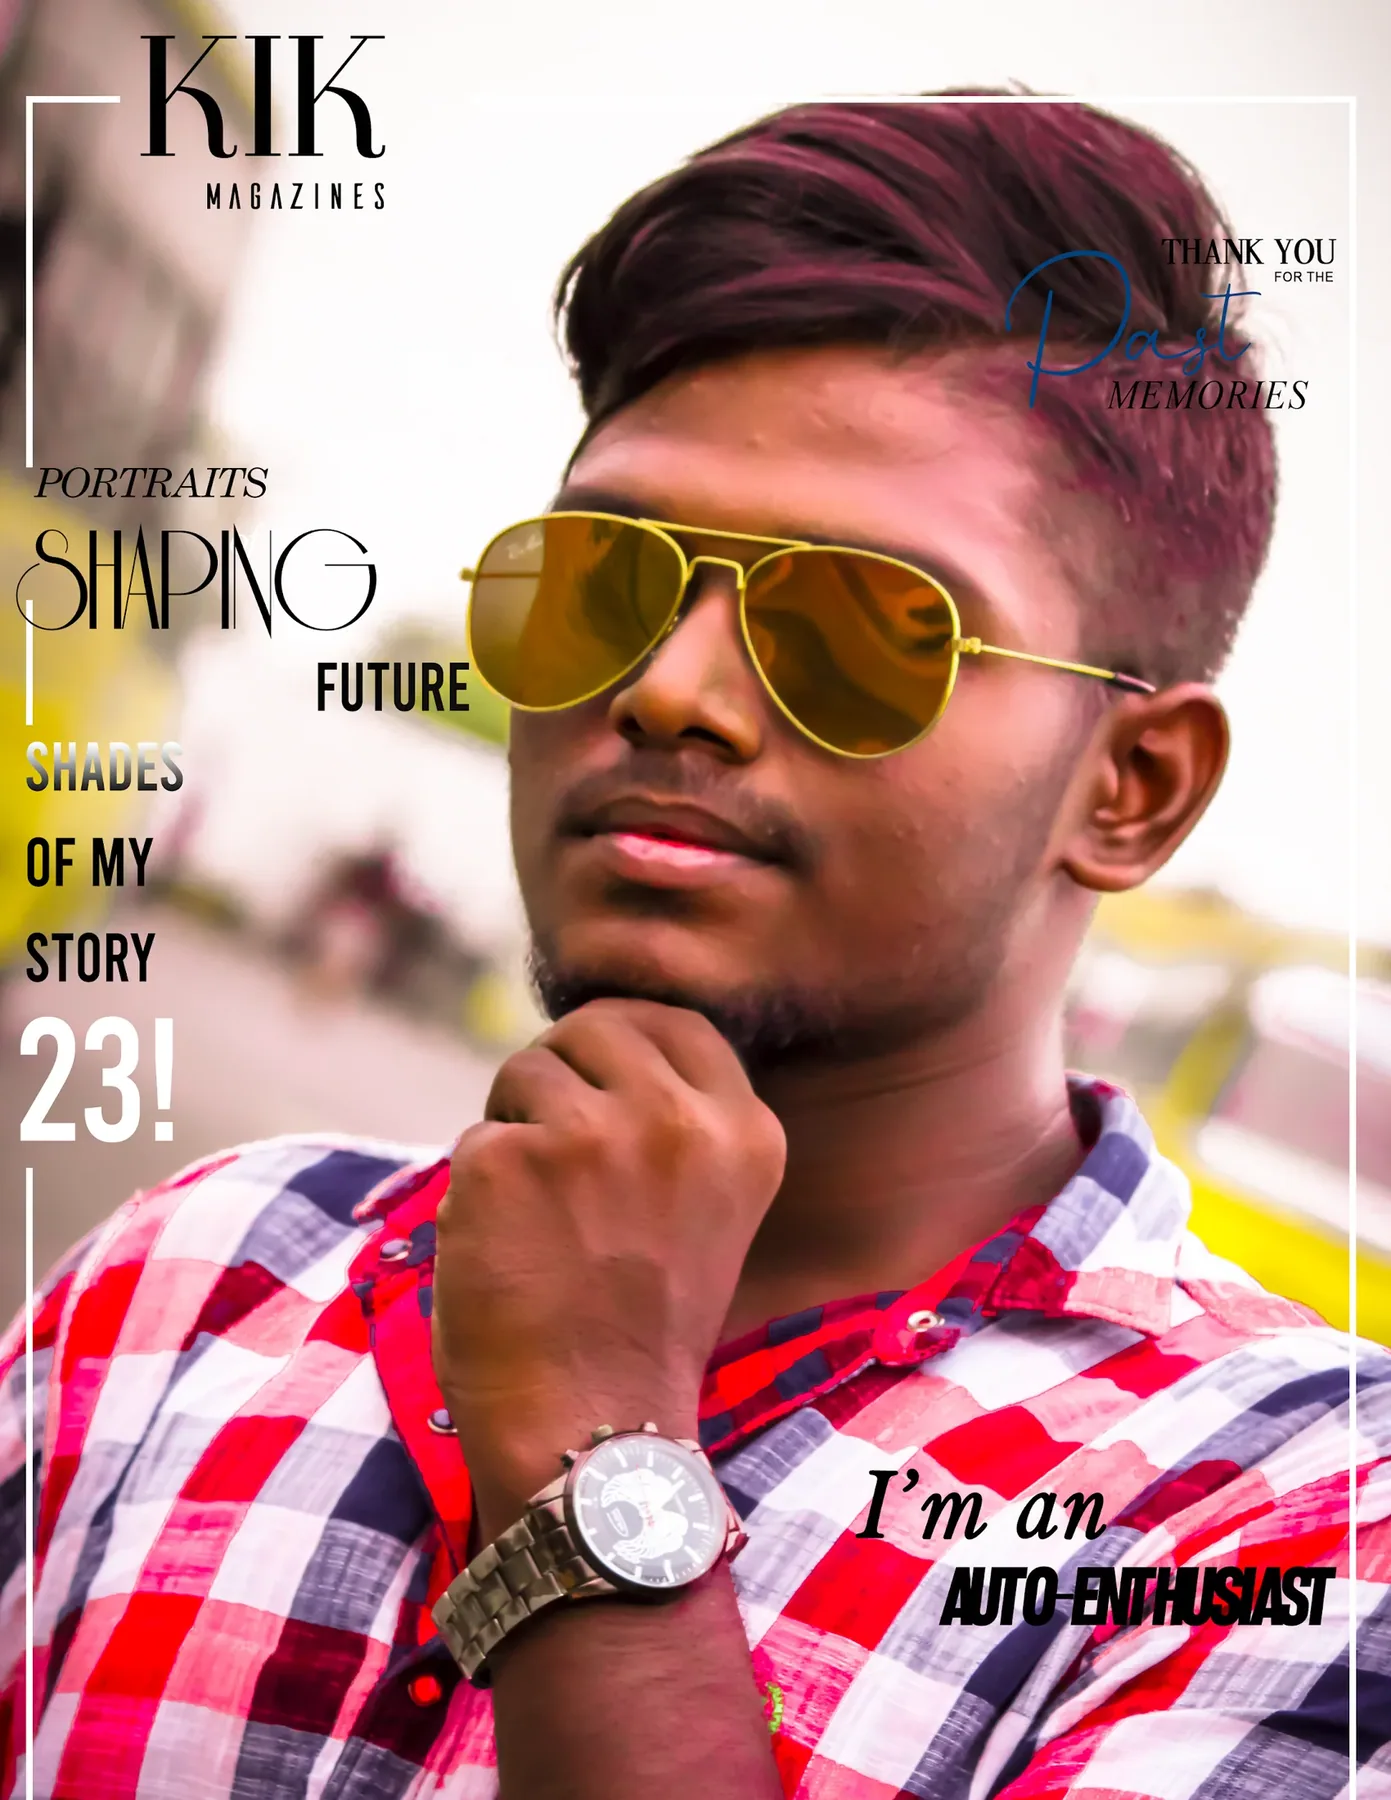 KIK
MAGAZINES
THANK YOU
FOR THE
Past
MEMORIES
PORTRAITS
SHAPING
FUTURE
SHADES
OF MY
STORY
23!
I'm an
AUTO-ENTHUSIAST